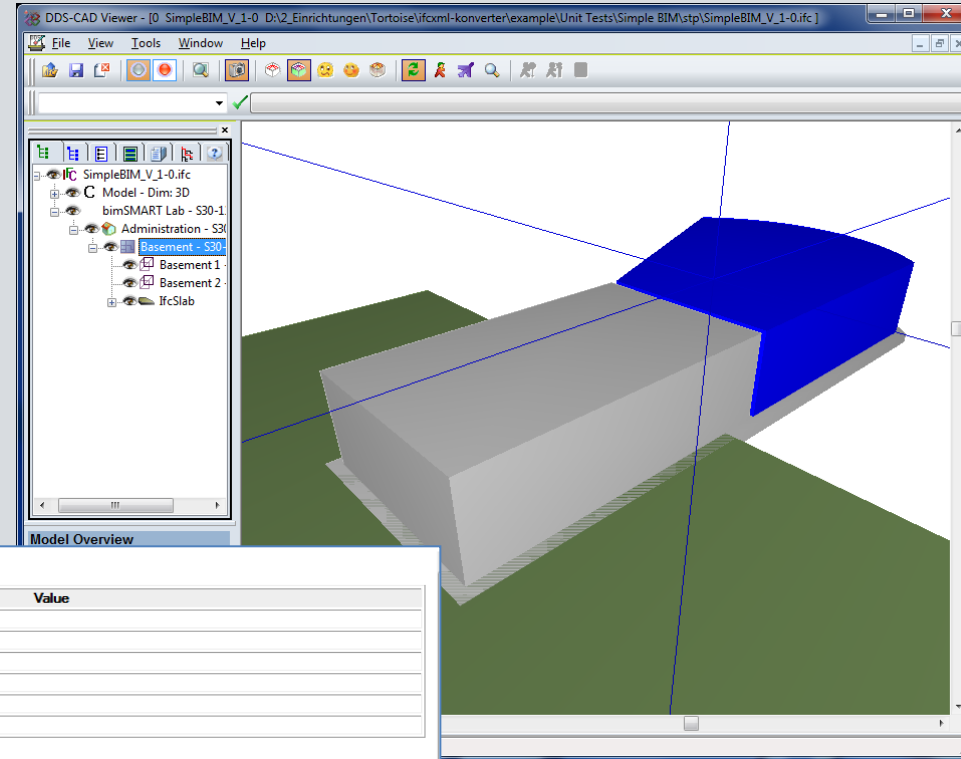 DDS-CAD Viewer - [0 SimpleBIM_V_1-0 D:\2_Einrichtungen\Tortoise\ifcxml-konverter\example\Unit Tests\Simple BIM\stp\SimpleBIM_V_1-0.ifc ]
File View Tools Window Help
SimpleBIM_V_1-0.ifc
Model - Dim: 3D
bimSMART Lab - S30-1
Administration - S30
Basement - S30-
Basement 1 -
Basement 2 -
IfcSlab
Model Overview
Value